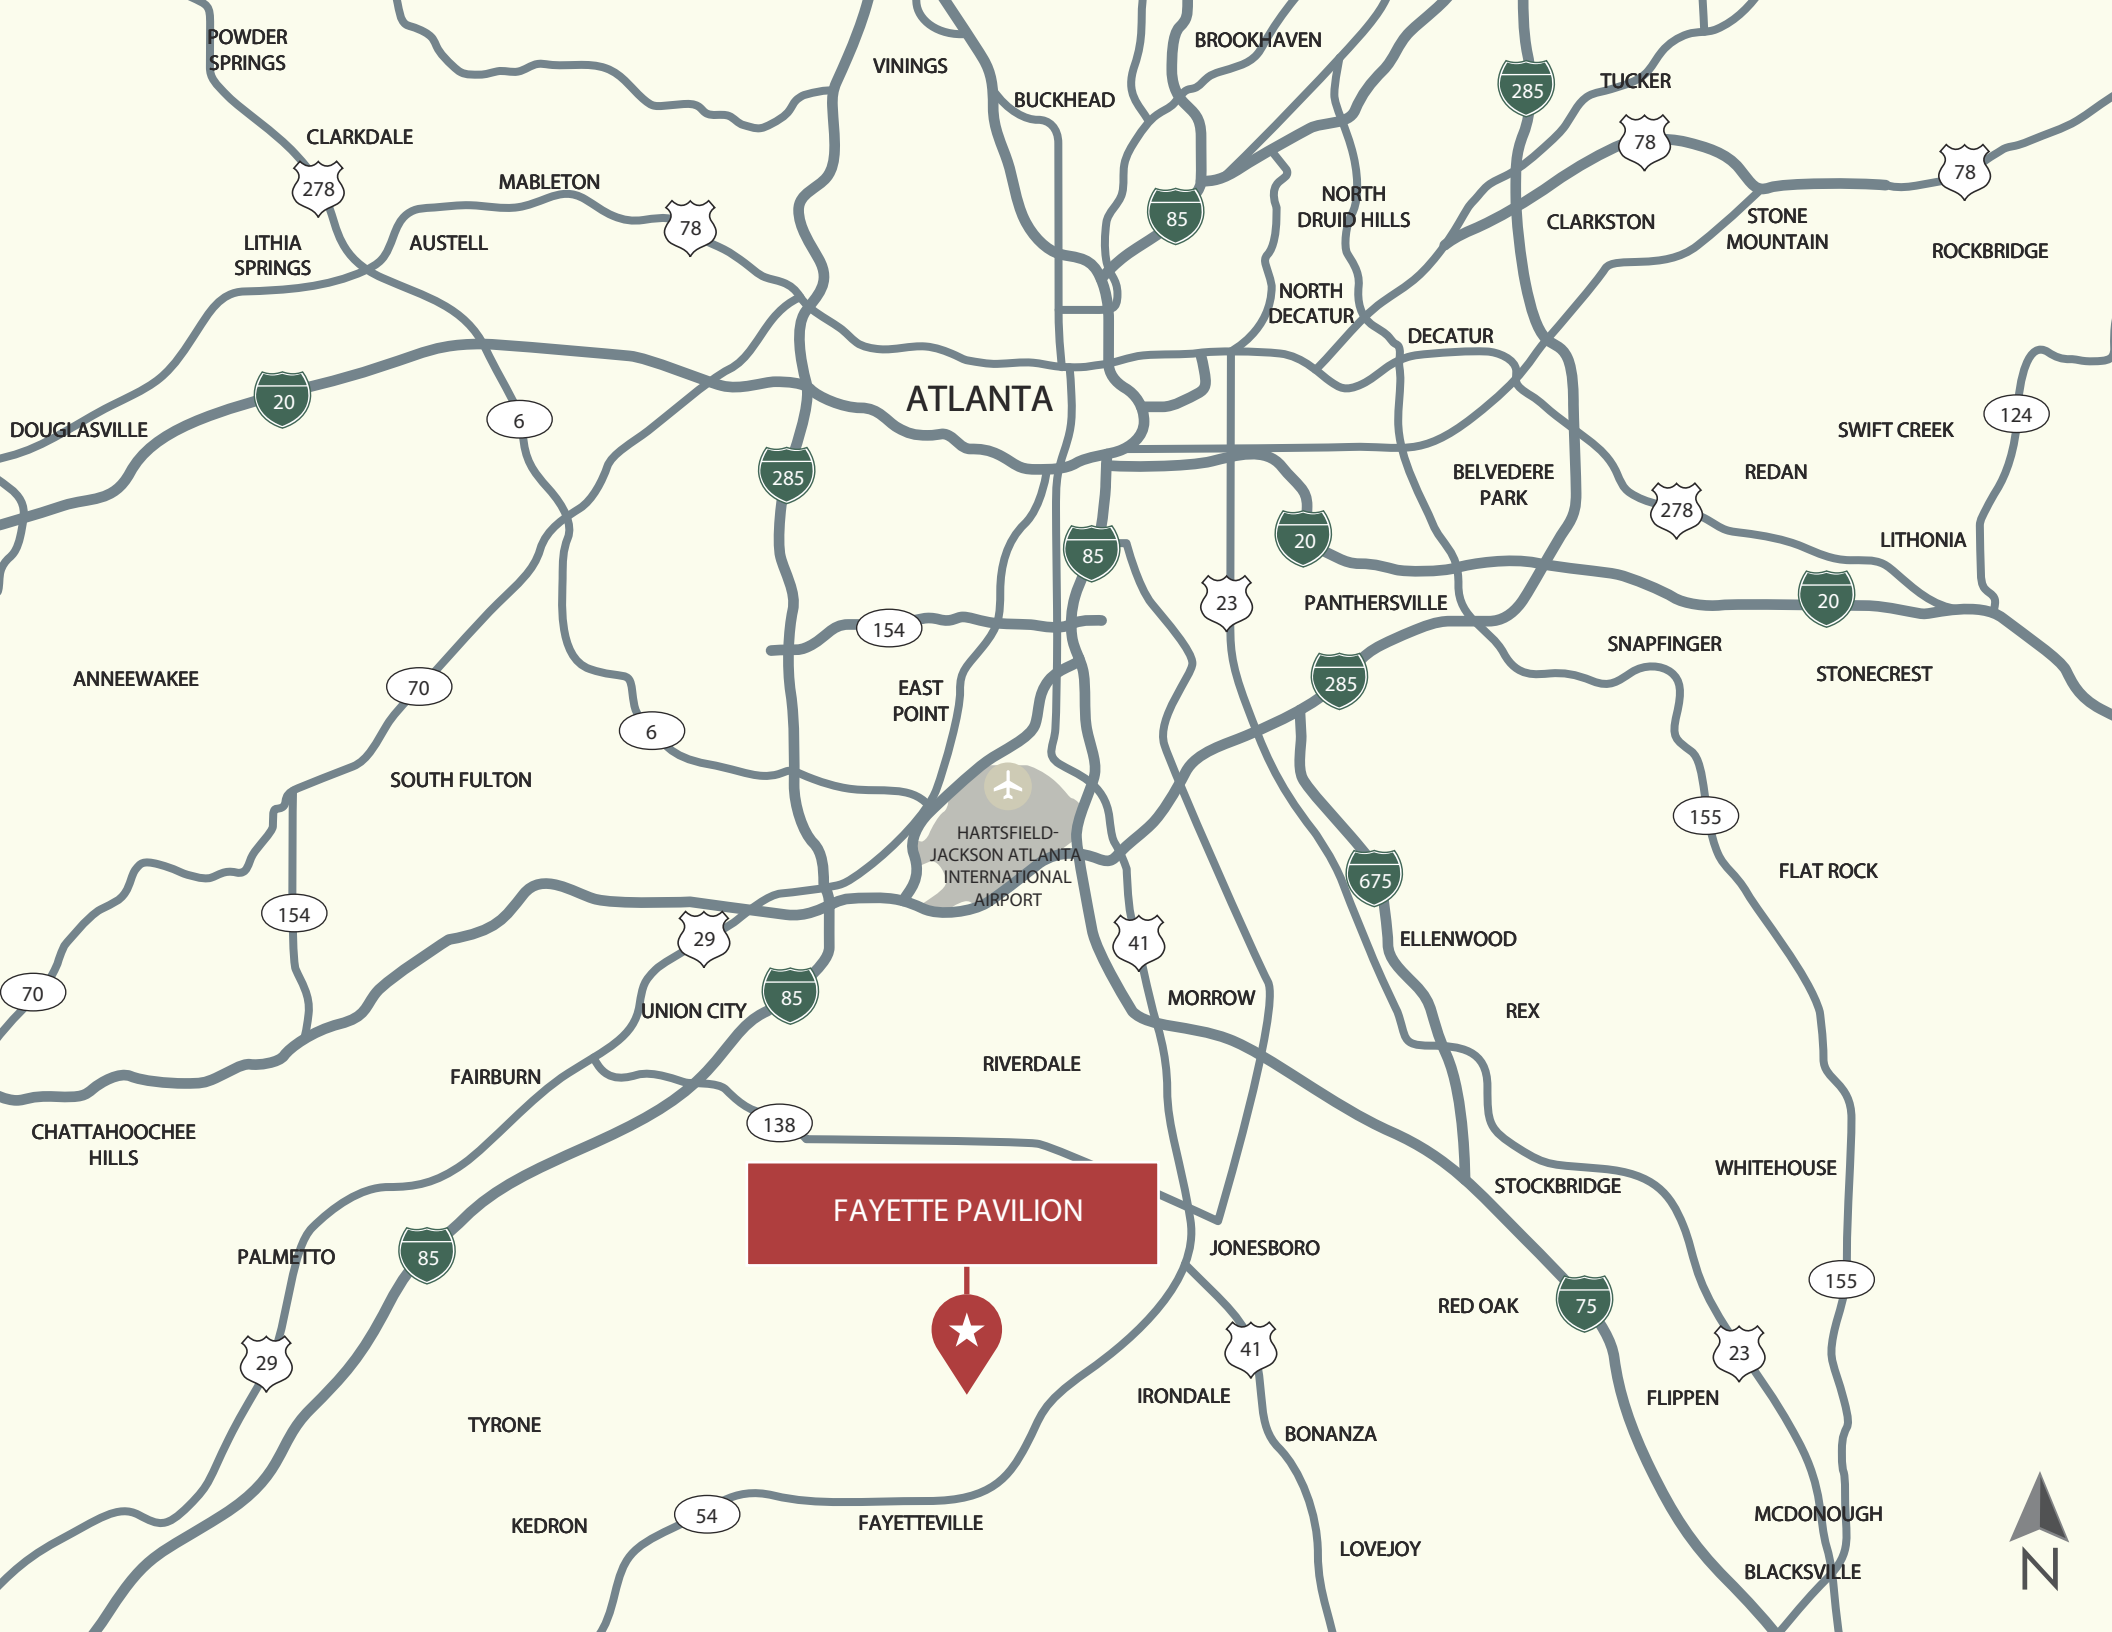 POWDER
SPRINGS
VININGS
BROOKHAVEN
BUCKHEAD
285
TUCKER
CLARKDALE
78
78
278
MABLETON
78
85
NORTH
DRUID HILLS
CLARKSTON
STONE
MOUNTAIN
ROCKBRIDGE
LITHIA
SPRINGS
AUSTELL
NORTH
DECATUR
DECATUR
20
ATLANTA
6
124
DOUGLASVILLE
SWIFT CREEK
285
BELVEDERE
PARK
REDAN
278
85
20
LITHONIA
23
PANTHERSVILLE
20
154
SNAPFINGER
ANNEEWAKEE
70
EAST
POINT
285
STONECREST
6
SOUTH FULTON
155
HARTSFIELD-
JACKSON ATLANTA
INTERNATIONAL
AIRPORT
675
FLAT ROCK
154
29
41
ELLENWOOD
70
85
UNION CITY
MORROW
REX
FAIRBURN
RIVERDALE
138
CHATTAHOOCHEE
HILLS
WHITEHOUSE
STOCKBRIDGE
FAYETTE PAVILION
PALMETTO
85
JONESBORO
155
RED OAK
75
29
41
23
IRONDALE
FLIPPEN
TYRONE
BONANZA
54
KEDRON
FAYETTEVILLE
MCDONOUGH
LOVEJOY
BLACKSVILLE
N